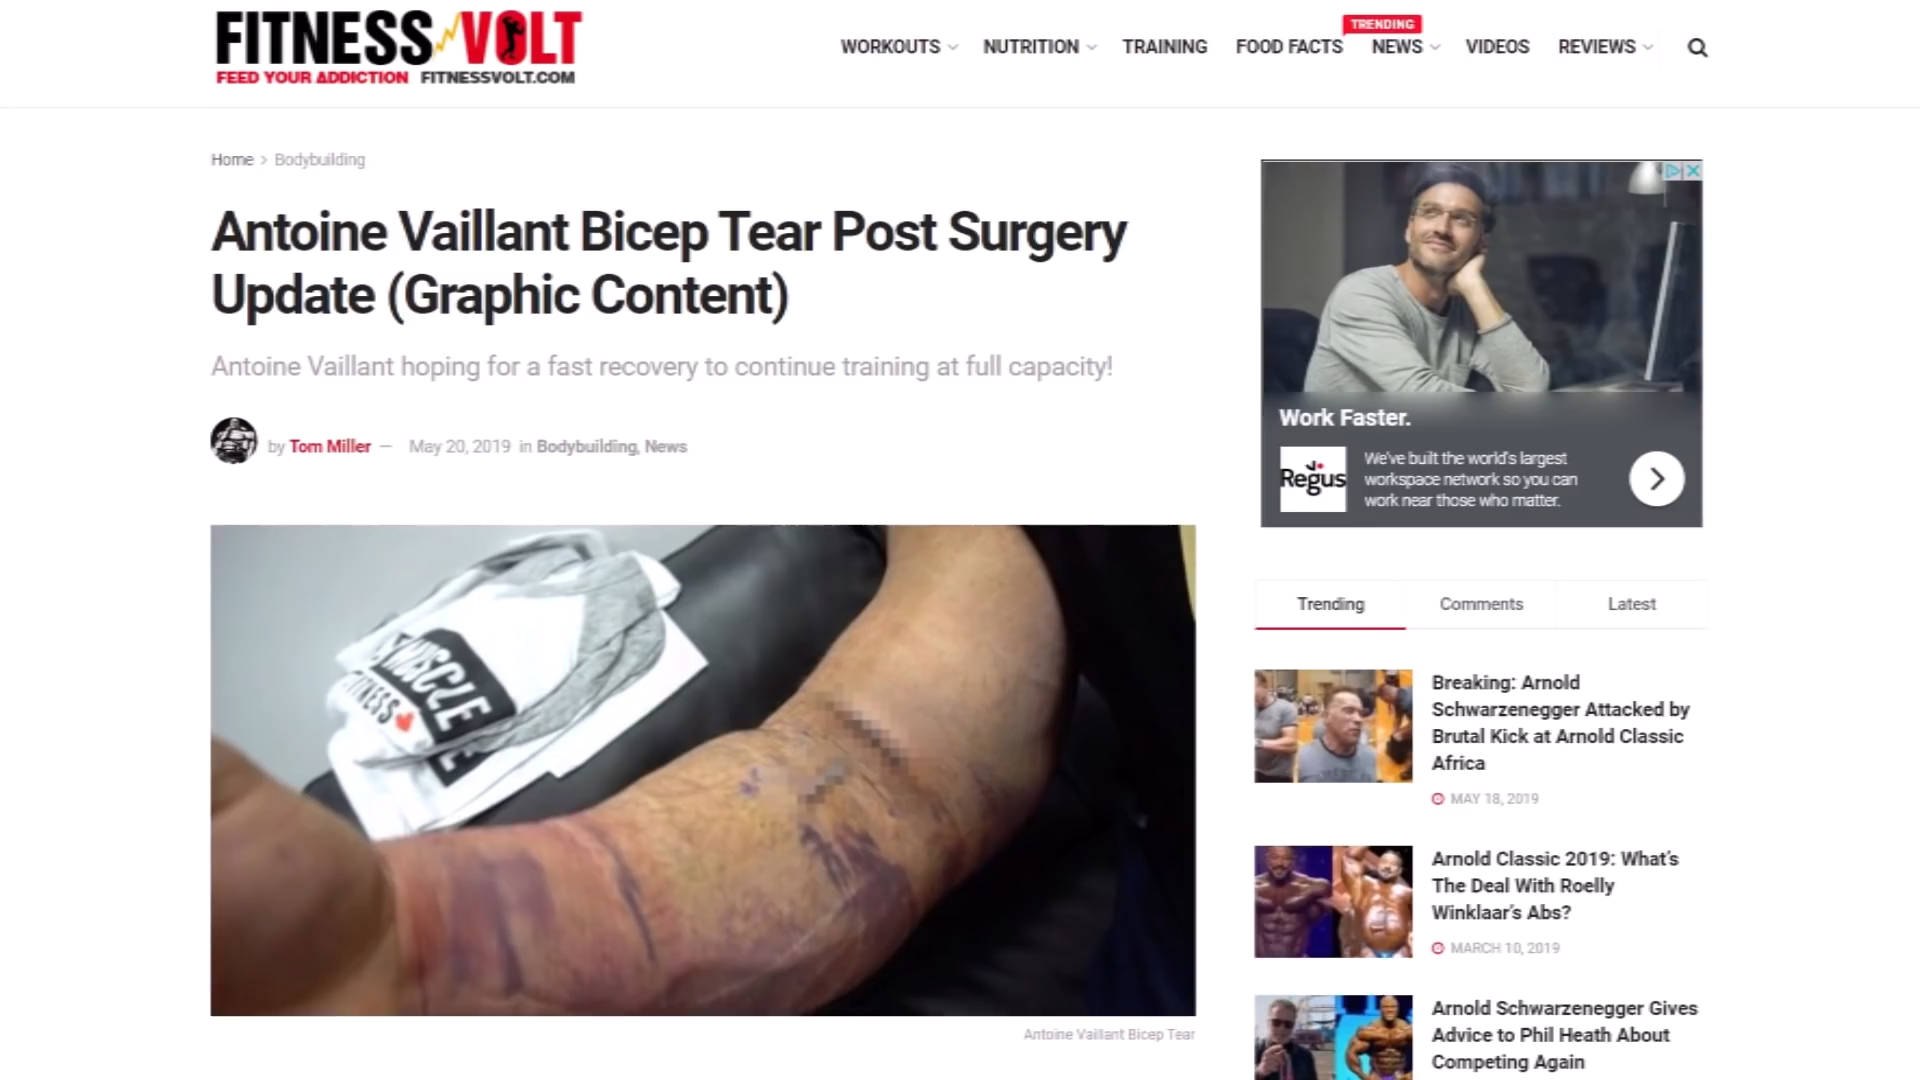 FITNESS VOLT
FEED YOUR ADDICTION FITNESSVOLT.COM
TRENDING
WORKOUTS NUTRITION TRAINING FOOD FACTS NEWS VIDEOS REVIEWS
Home > Bodybuilding
Antoine Vaillant Bicep Tear Post Surgery
Update (Graphic Content)
Antoine Vaillant hoping for a fast recovery to continue training at full capacity!
by Tom Miller — May 20, 2019 in Bodybuilding, News
MUSCLE
FITNESS
Antoine Vaillant Bicep Tear
Work Faster.
Regus
We've built the world's largest
workspace network so you can
work near those who matter.
Trending Comments Latest
Breaking: Arnold
Schwarzenegger Attacked by
Brutal Kick at Arnold Classic
Africa
MAY 18, 2019
Arnold Classic 2019: What's
The Deal With Roelly
Winklaar's Abs?
MARCH 10, 2019
Arnold Schwarzenegger Gives
Advice to Phil Heath About
Competing Again